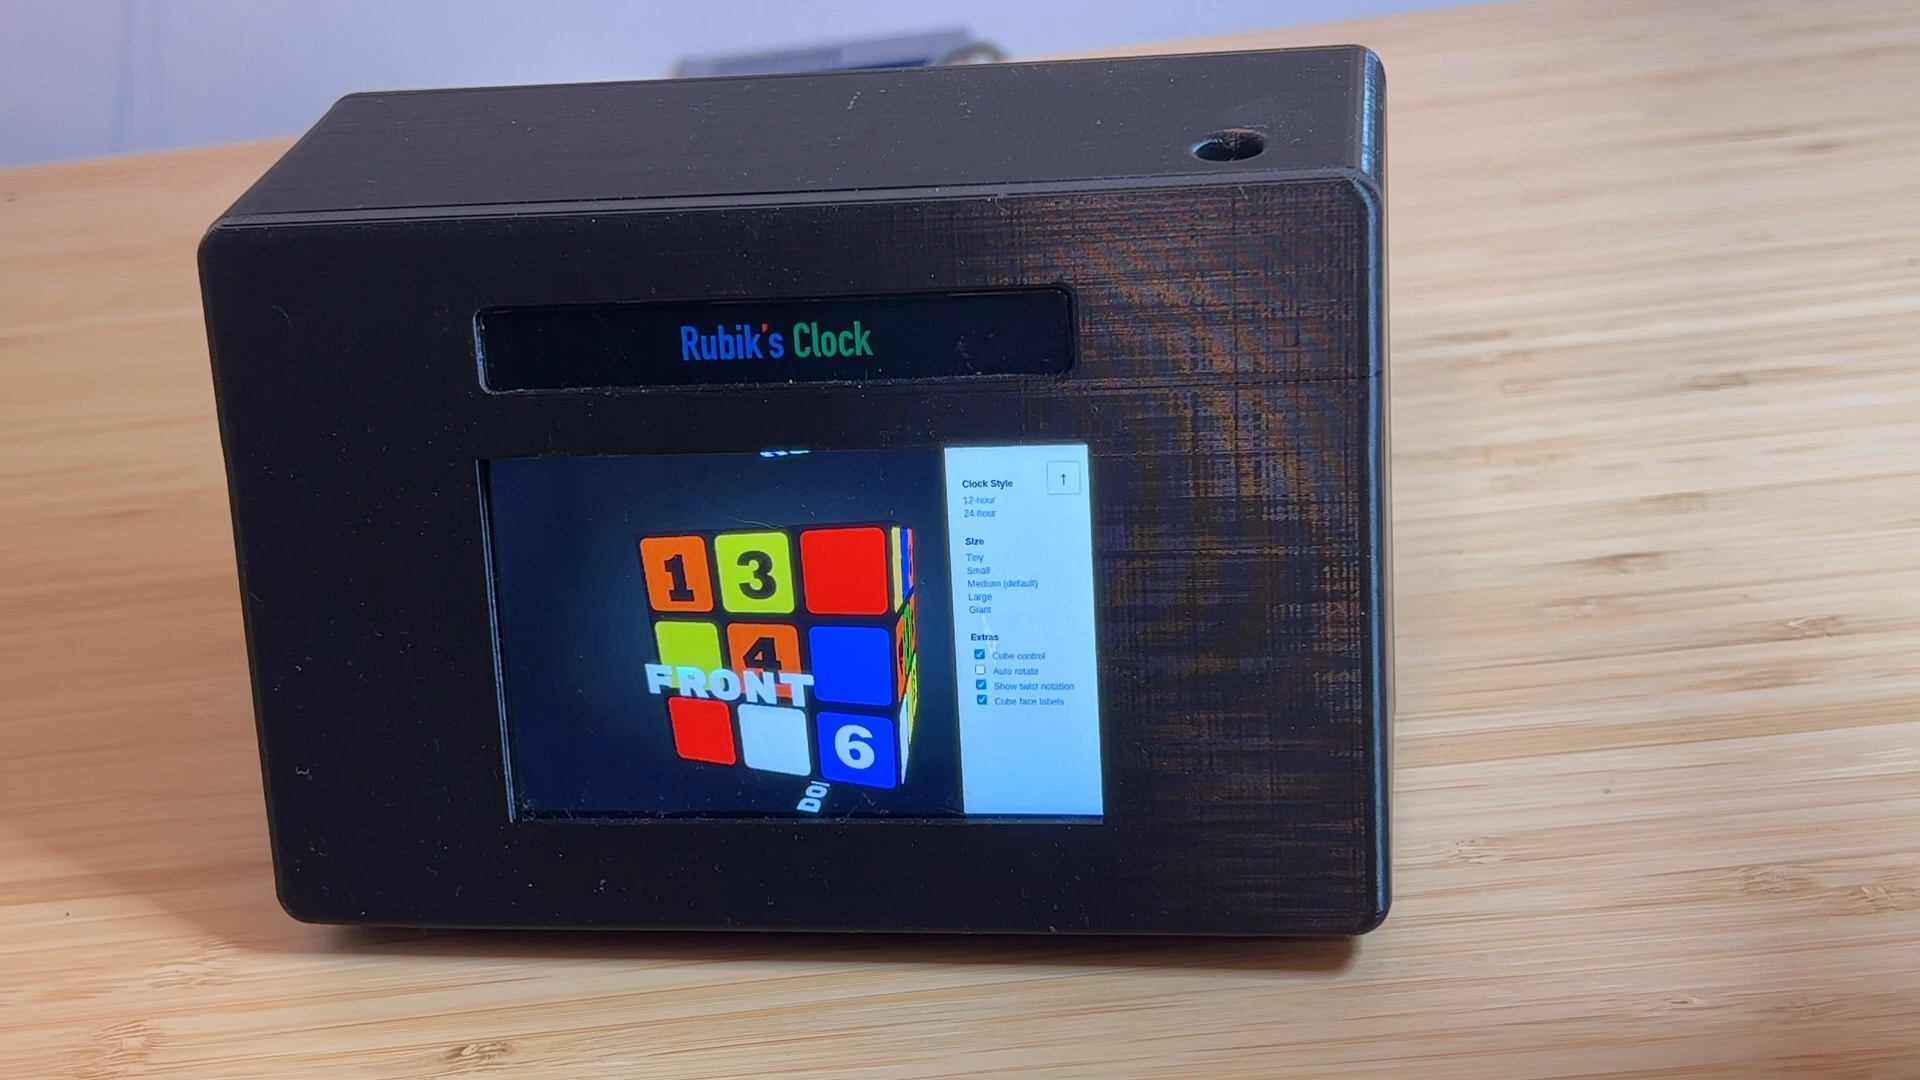 Rubik's Clock
1 3
4
FRONT
6
Clock Style
↑
12-hour
24-hour
Size
Tiny
Small
Medium (default)
Large
Giant
Extras
Cube control
Auto rotate
Show twist notation
Cube face labels